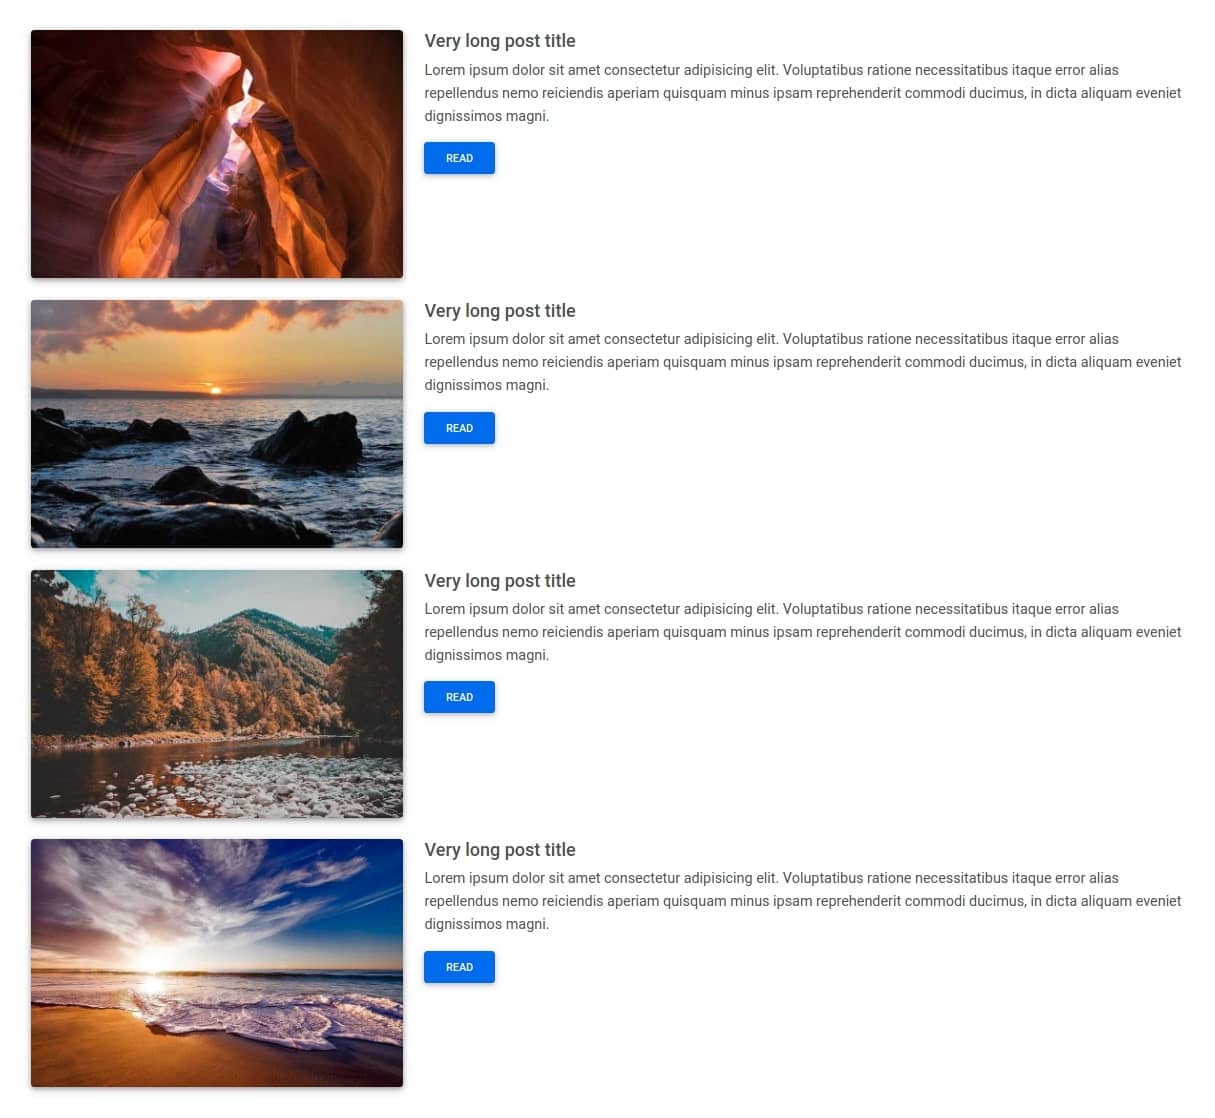 Very long post title
Lorem ipsum dolor sit amet consectetur adipisicing elit. Voluptatibus ratione necessitatibus itaque error alias
repellendus nemo reiciendis aperiam quisquam minus ipsam reprehenderit commodi ducimus, in dicta aliquam eveniet
dignissimos magni.
READ
Very long post title
Lorem ipsum dolor sit amet consectetur adipisicing elit. Voluptatibus ratione necessitatibus itaque error alias
repellendus nemo reiciendis aperiam quisquam minus ipsam reprehenderit commodi ducimus, in dicta aliquam eveniet
dignissimos magni.
READ
Very long post title
Lorem ipsum dolor sit amet consectetur adipisicing elit. Voluptatibus ratione necessitatibus itaque error alias
repellendus nemo reiciendis aperiam quisquam minus ipsam reprehenderit commodi ducimus, in dicta aliquam eveniet
dignissimos magni.
READ
Very long post title
Lorem ipsum dolor sit amet consectetur adipisicing elit. Voluptatibus ratione necessitatibus itaque error alias
repellendus nemo reiciendis aperiam quisquam minus ipsam reprehenderit commodi ducimus, in dicta aliquam eveniet
dignissimos magni.
READ